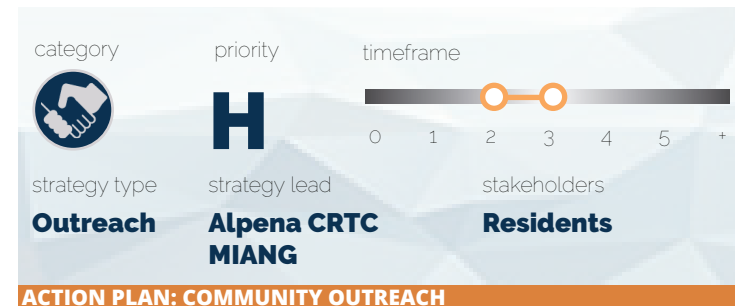 category priority timeframe
H
0 1 2 3 4 5 +
strategy type strategy lead stakeholders
Outreach Alpena CRTC Residents
MIANG
ACTION PLAN: COMMUNITY OUTREACH